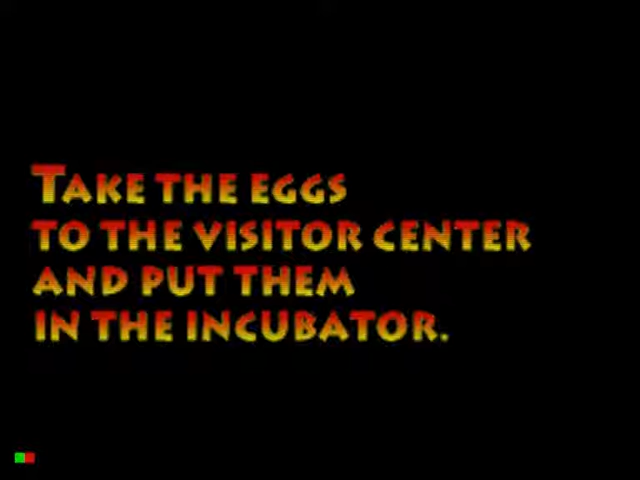 TAKE THE EGGS
TO THE VISITOR CENTER
AND PUT THEM
IN THE INCUBATOR.